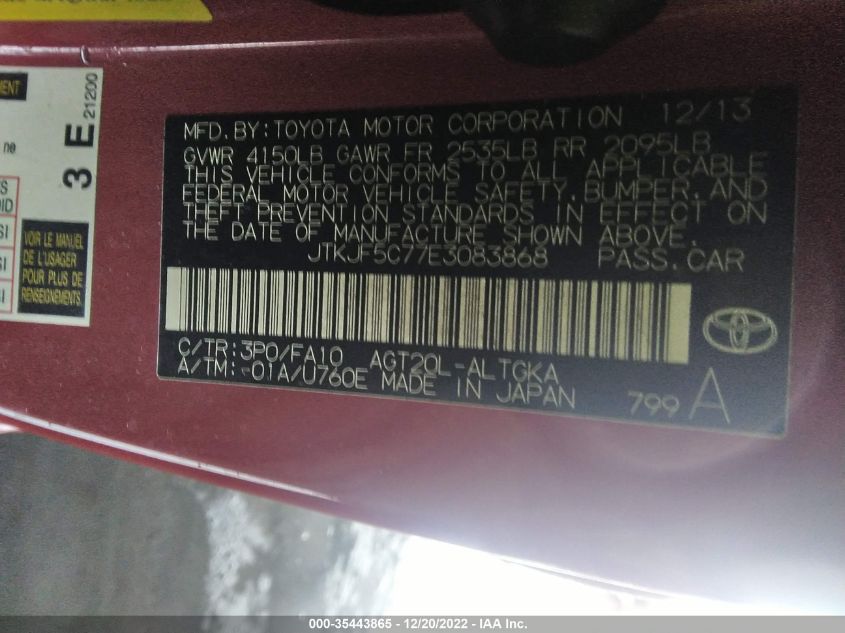 MENT
ne
3 E 21200
VOIR LE MANUEL
DE L'USAGER
POUR PLUS DE
RENSEIGNEMENTS
MFD. BY: TOYOTA MOTOR CORPORATION 12/13
GVWR 4150LB GAWR FR 2535LB RR 2095LB
THIS VEHICLE CONFORMS TO ALL APPLICABLE
FEDERAL MOTOR VEHICLE SAFETY, BUMPER, AND
THEFT PREVENTION STANDARDS IN EFFECT ON
THE DATE OF MANUFACTURE SHOWN ABOVE.
JTKJF5C77E3083868 PASS. CAR
C/TR: 3P0/FA10 AGT20L-ALTGKA
A/TM: -01A/U760E MADE IN JAPAN
799 A
000-35443865 - 12/20/2022 - IAA Inc.